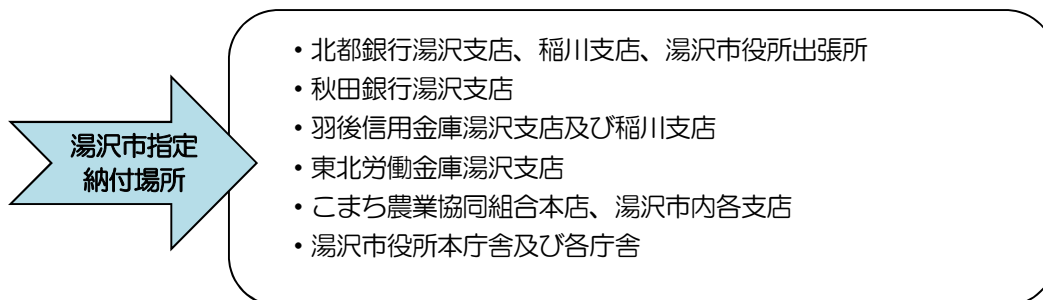 湯沢市指定
納付場所
・北都銀行湯沢支店、稲川支店、湯沢市役所出張所
・秋田銀行湯沢支店
・羽後信用金庫湯沢支店及び稲川支店
・東北労働金庫湯沢支店
・こまち農業協同組合本店、湯沢市内各支店
・湯沢市役所本庁舎及び各庁舎